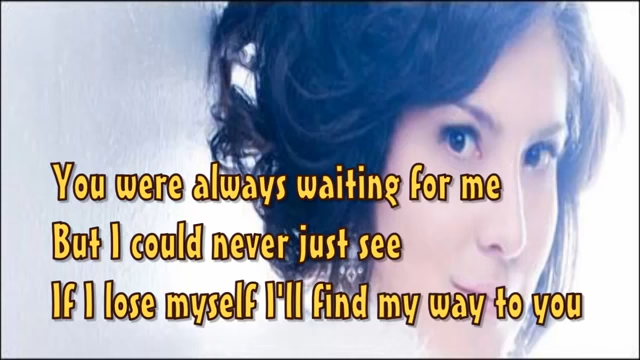 You were always waiting for me
But I could never just see
If I lose myself I'll find my way to you